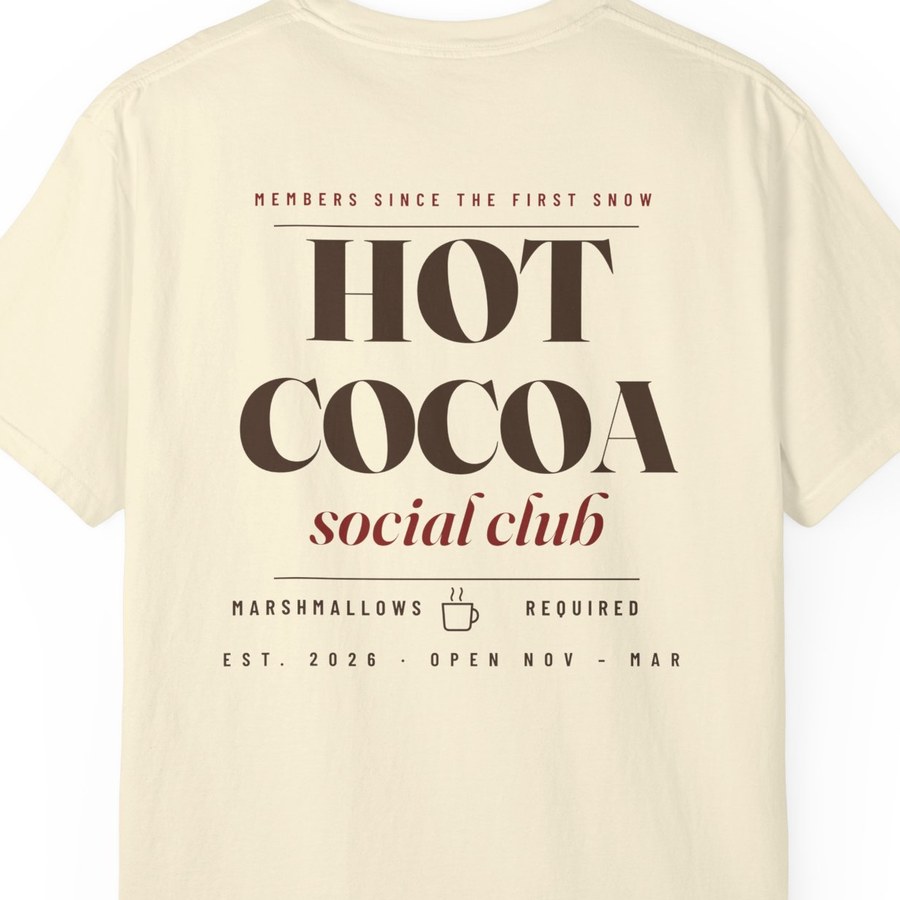 MEMBERS SINCE THE FIRST SNOW
HOT
COCOA
social club
MARSHMALLOWS REQUIRED
EST. 2026 · OPEN NOV - MAR